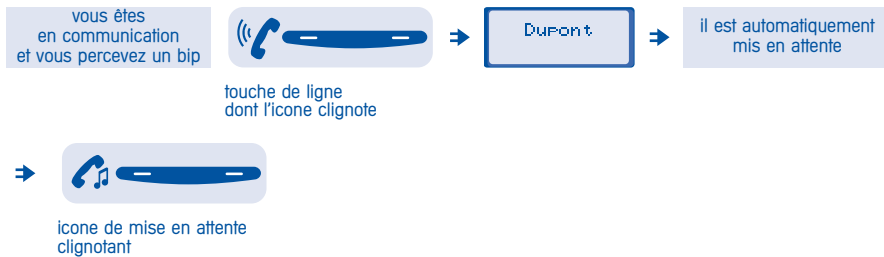 vous êtes
en communication
et vous percevez un bip
touche de ligne
dont l'icone clignote
Dupont
il est automatiquement
mis en attente
icone de mise en attente
clignotant